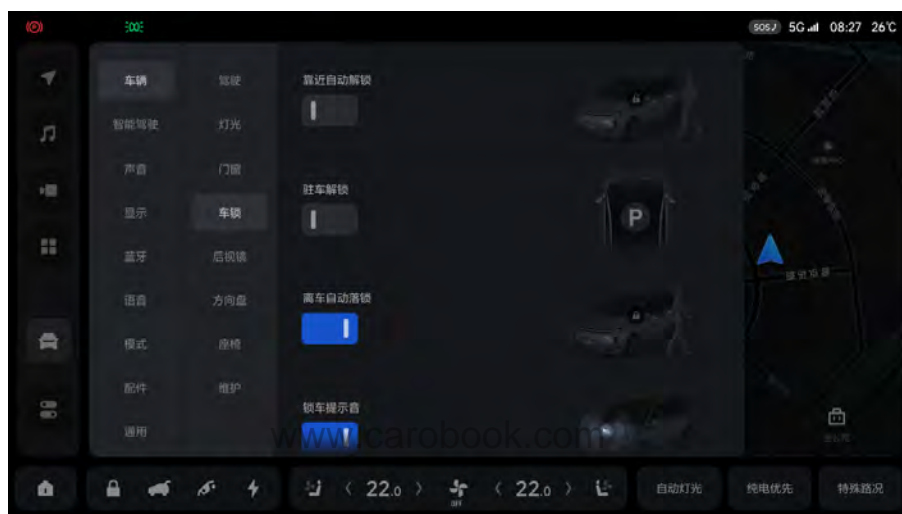 SOS 5G 08:27 26℃
车辆 驾驶 靠近自动解锁
智能驾驶 灯光
声音 门窗 驻车解锁
显示 车锁
P
蓝牙 后视镜
语音 方向盘 离车自动落锁
模式 座椅
配件 维护
锁车提示音
通用
www.carobook.com
22.0 OFF 22.0 自动灯光 纯电优先 特殊路况